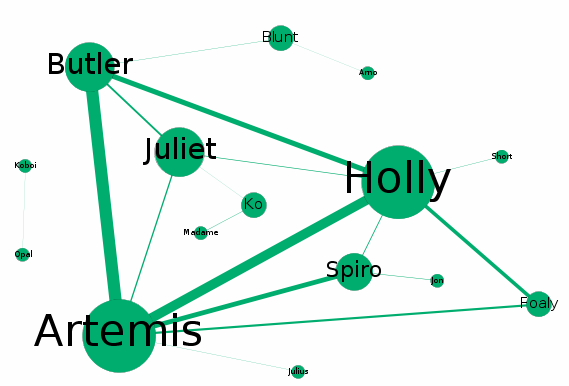 Blunt
Butler
Arno
Juliet
Short
Koboi
Holly
Ko
Madame
Opal
Spiro
Jon
Foaly
Artemis
Julius